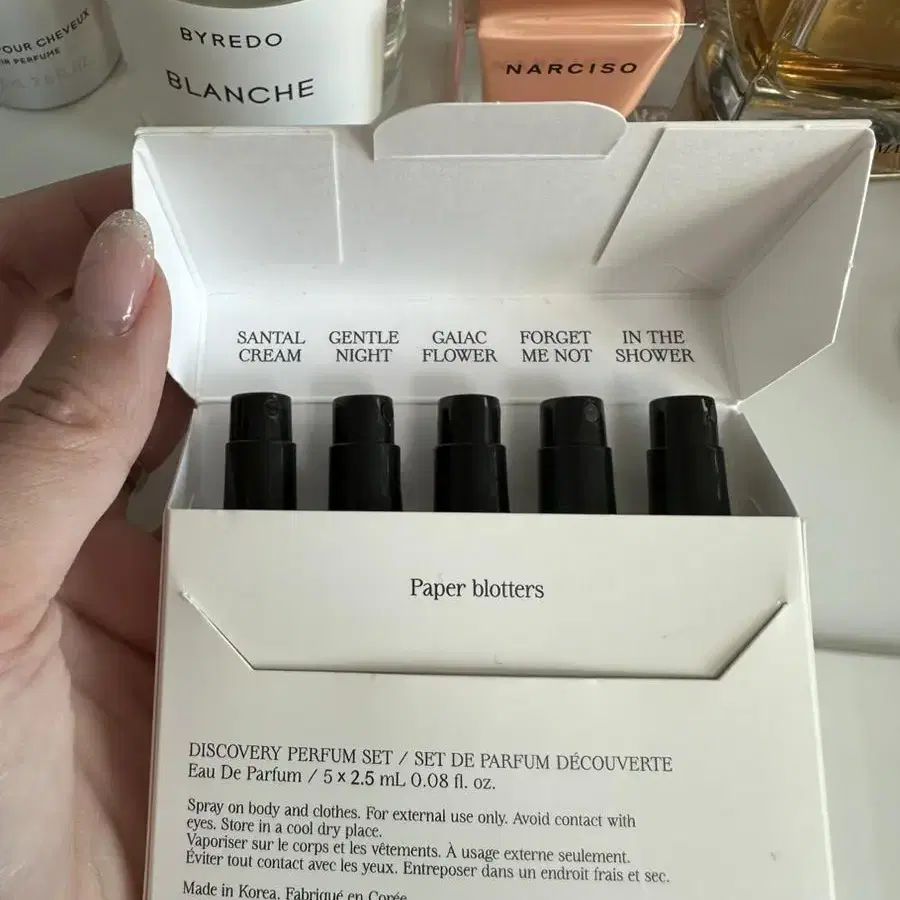 POUR CHEVEUX
HAIR PERFUME
BYREDO
BLANCHE
NARCISO
SANTAL
CREAM
GENTLE
NIGHT
GAIAC
FLOWER
FORGET
ME NOT
IN THE
SHOWER
Paper blotters
DISCOVERY PERFUM SET / SET DE PARFUM DÉCOUVERTE
Eau De Parfum / 5 x 2.5 mL 0.08 fl. oz.
Spray on body and clothes. For external use only. Avoid contact with
eyes. Store in a cool dry place.
Vaporiser sur le corps et les vêtements. À usage externe seulement.
Éviter tout contact avec les yeux. Entreposer dans un endroit frais et sec.
Made in Korea. Fabriqué en Corée